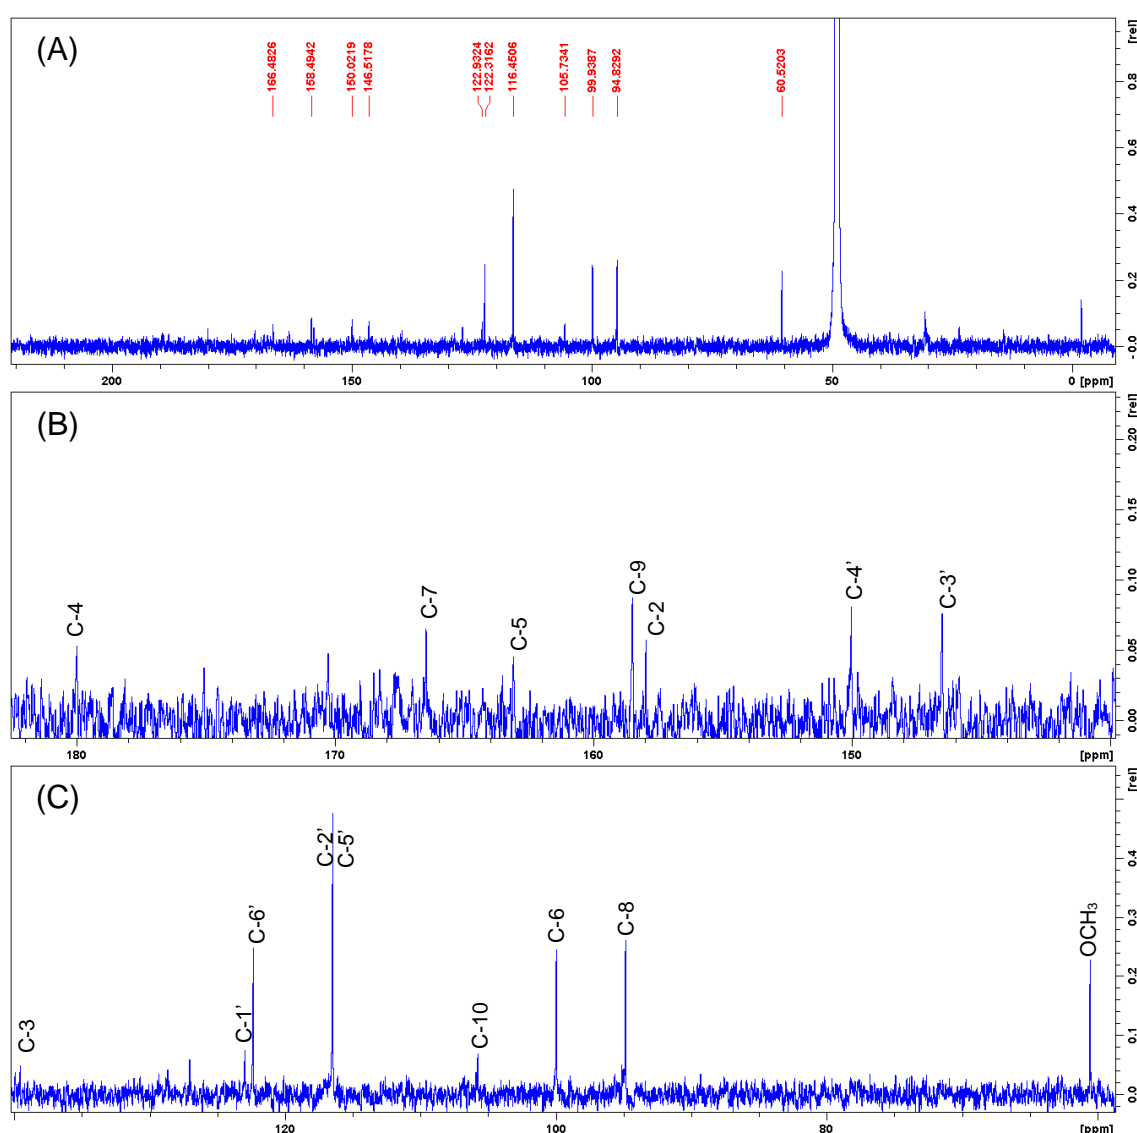 (A)
166.4826
158.4942
150.0219
146.5178
122.9324
122.3162
116.4506
105.7341
99.9387
94.8292
60.5203
[rel]
0.8
0.6
0.4
0.2
- 0.0
200
150
100
50
0 [ppm]
(B)
C-4
C-7
C-5
C-9
C-2
C-4'
C-3'
[rel]
0.20
0.15
0.10
0.05
0.00
180
170
160
150
[ppm]
(C)
C-3
C-1'
C-6'
C-2'
C-5'
C-10
C-6
C-8
OCH₃
[rel]
0.4
0.3
0.2
0.1
0.0
120
100
80
[ppm]